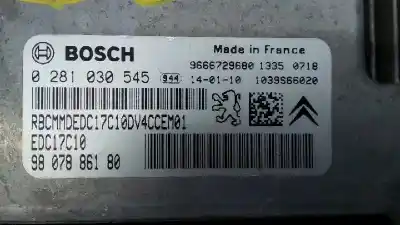 BOSCH
Made in France
9666729680 1335 0718
0 281 030 545 944 14-01-10 1039S66020
RBCMMDEDC17C10DV4CCEM01
EDC17C10
98 078 861 80